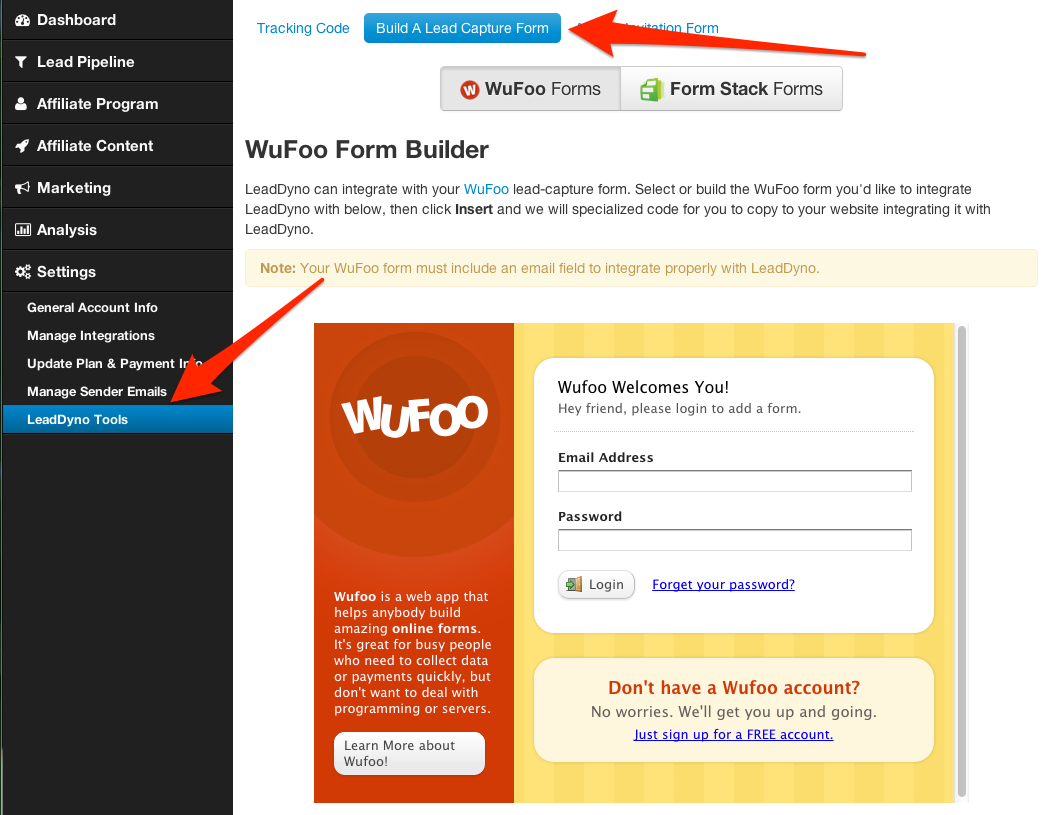 Dashboard
Lead Pipeline
Affiliate Program
Affiliate Content
Marketing
Analysis
Settings
General Account Info
Manage Integrations
Update Plan & Payment Info
Manage Sender Emails
LeadDyno Tools
Tracking Code
Build A Lead Capture Form
Invitation Form
WuFoo Forms
Form Stack Forms
WuFoo Form Builder
LeadDyno can integrate with your WuFoo lead-capture form. Select or build the WuFoo form you'd like to integrate
LeadDyno with below, then click Insert and we will specialized code for you to copy to your website integrating it with
LeadDyno.
Note: Your WuFoo form must include an email field to integrate properly with LeadDyno.
WUFOO
Wufoo is a web app that
helps anybody build
amazing online forms.
It's great for busy people
who need to collect data
or payments quickly, but
don't want to deal with
programming or servers.
Learn More about
Wufoo!
Wufoo Welcomes You!
Hey friend, please login to add a form.
Email Address
Password
Login
Forget your password?
Don't have a Wufoo account?
No worries. We'll get you up and going.
Just sign up for a FREE account.